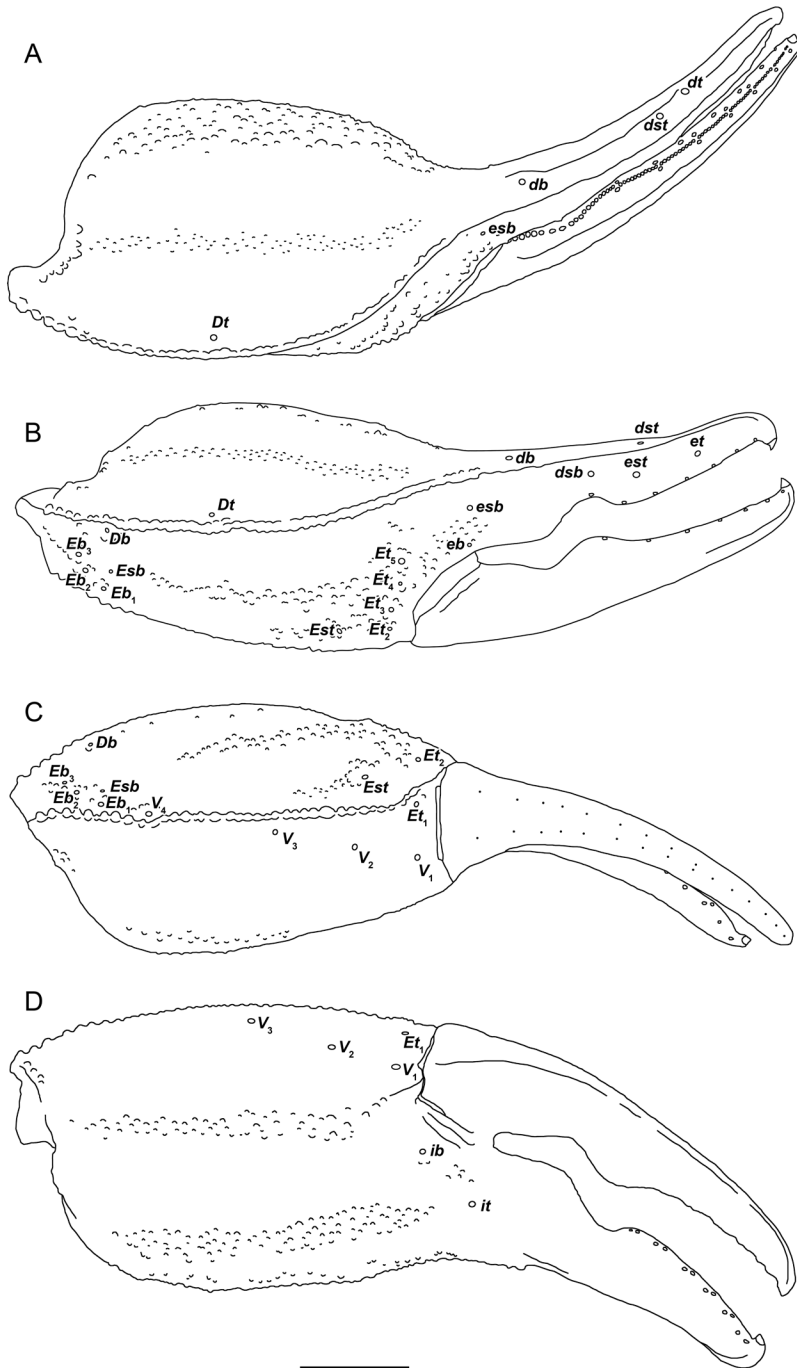 A
dt
dst
db
esb
Dt
B
dst
et
db
dsb
est
Dt
esb
Db
Eb3
eb
Et5
Esb
Eb2
Et4
Eb1
Et3
Est
Et2
C
Db
Et2
Eb3
Esb
Est
Eb2
Eb1
V4
Et1
V3
V2
V1
D
V3
Et1
V2
V1
ib
it